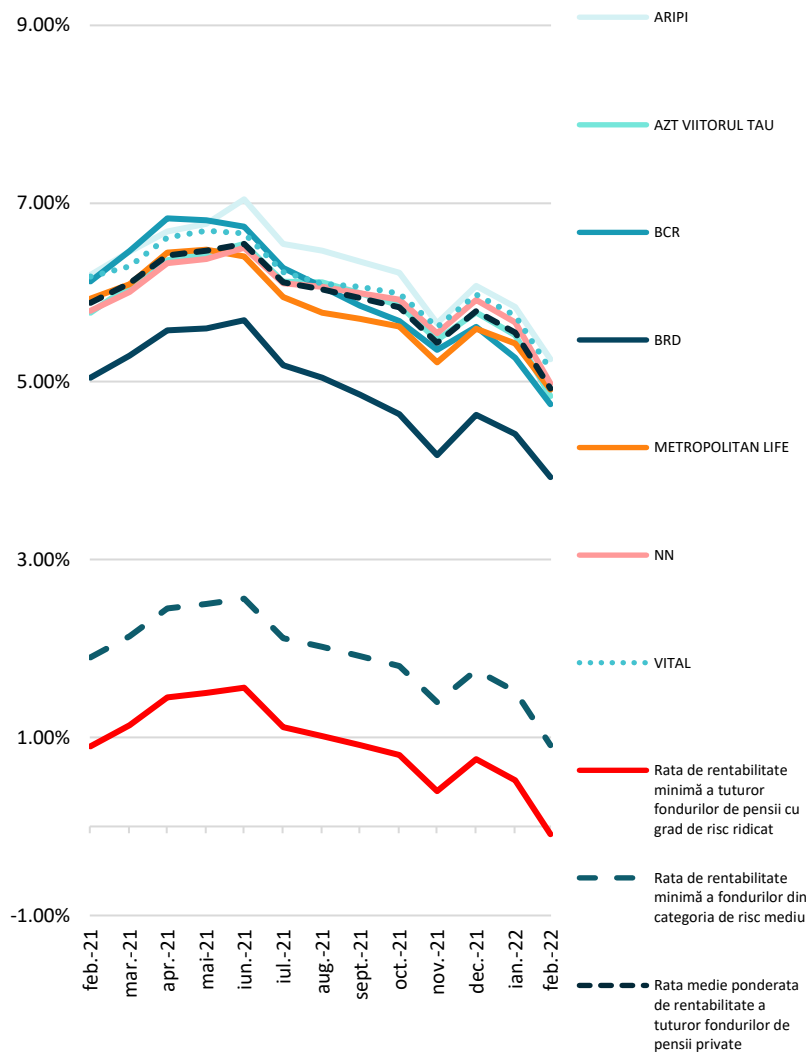 9.00%
7.00%
5.00%
3.00%
1.00%
-1.00%
feb.-21
mar.-21
apr.-21
mai-21
iun.-21
iul.-21
aug.-21
sept.-21
oct.-21
nov.-21
dec.-21
ian.-22
feb.-22
ARIPI
AZT VIITORUL TAU
BCR
BRD
METROPOLITAN LIFE
NN
VITAL
Rata de rentabilitate
minimă a tuturor
fondurilor de pensii cu
grad de risc ridicat
Rata de rentabilitate
minimă a fondurilor din
categoria de risc mediu
Rata medie ponderata
de rentabilitate a
tuturor fondurilor de
pensii private